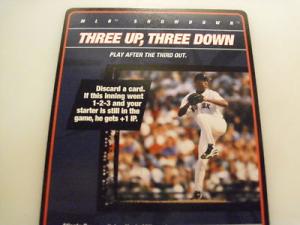 MLB SHOWDOWN
THREE UP, THREE DOWN
PLAY AFTER THE THIRD OUT.
Discard a card.
If this inning went
1-2-3 and your
starter is still in the
game, he gets +1 IP.